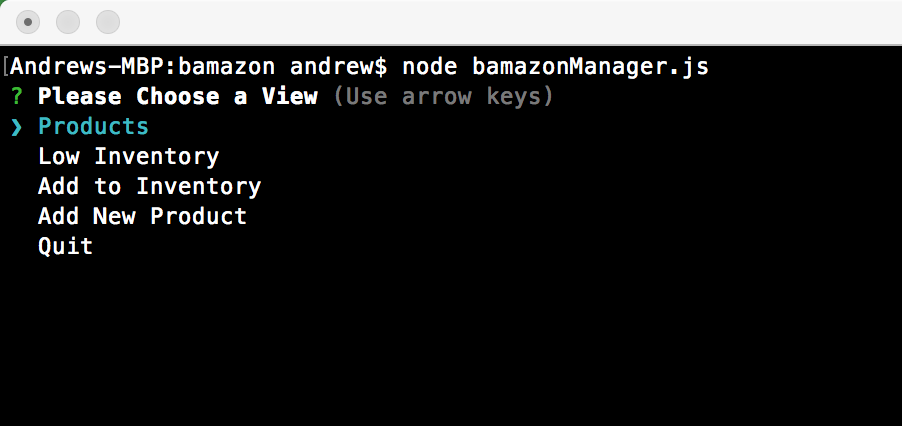 [Andrews-MBP:bamazon andrew$ node bamazonManager.js
? Please Choose a View (Use arrow keys)
❯ Products
Low Inventory
Add to Inventory
Add New Product
Quit